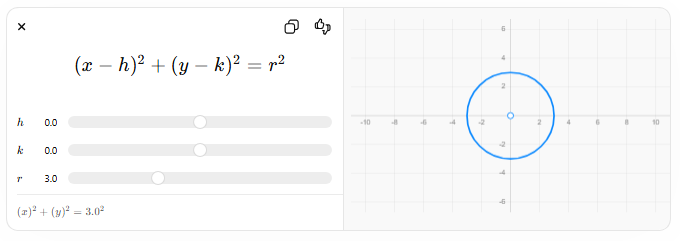 (x − h)² + (y − k)² = r²
h 0.0
k 0.0
r 3.0
(x)² + (y)² = 3.0²
6
4
2
-10 -8 -6 -4 -2 0 2 4 6 8 10
-2
-4
-6